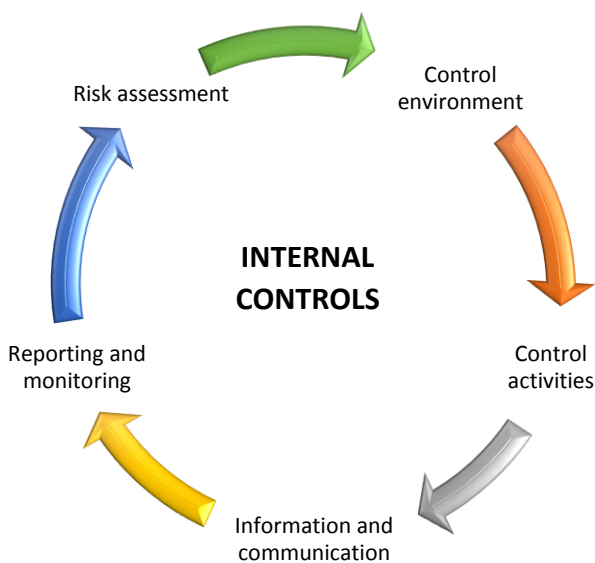 Control
environment
Risk assessment
INTERNAL
CONTROLS
Reporting and
monitoring
Control
activities
Information and
communication